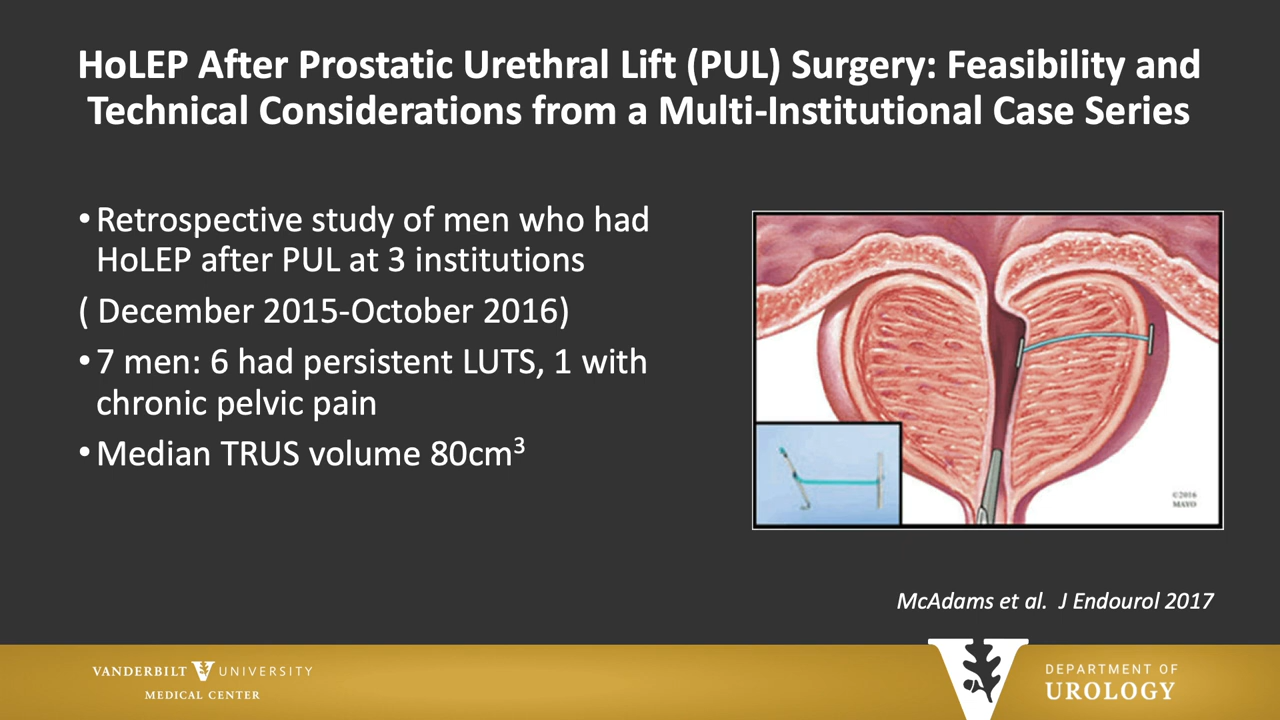 HoLEP After Prostatic Urethral Lift (PUL) Surgery: Feasibility and
Technical Considerations from a Multi-Institutional Case Series
• Retrospective study of men who had
HoLEP after PUL at 3 institutions
( December 2015-October 2016)
• 7 men: 6 had persistent LUTS, 1 with
chronic pelvic pain
• Median TRUS volume 80cm³
©2016
MAYO
McAdams et al.  J Endourol 2017
VANDERBILT V UNIVERSITY
MEDICAL CENTER
V
DEPARTMENT OF
UROLOGY